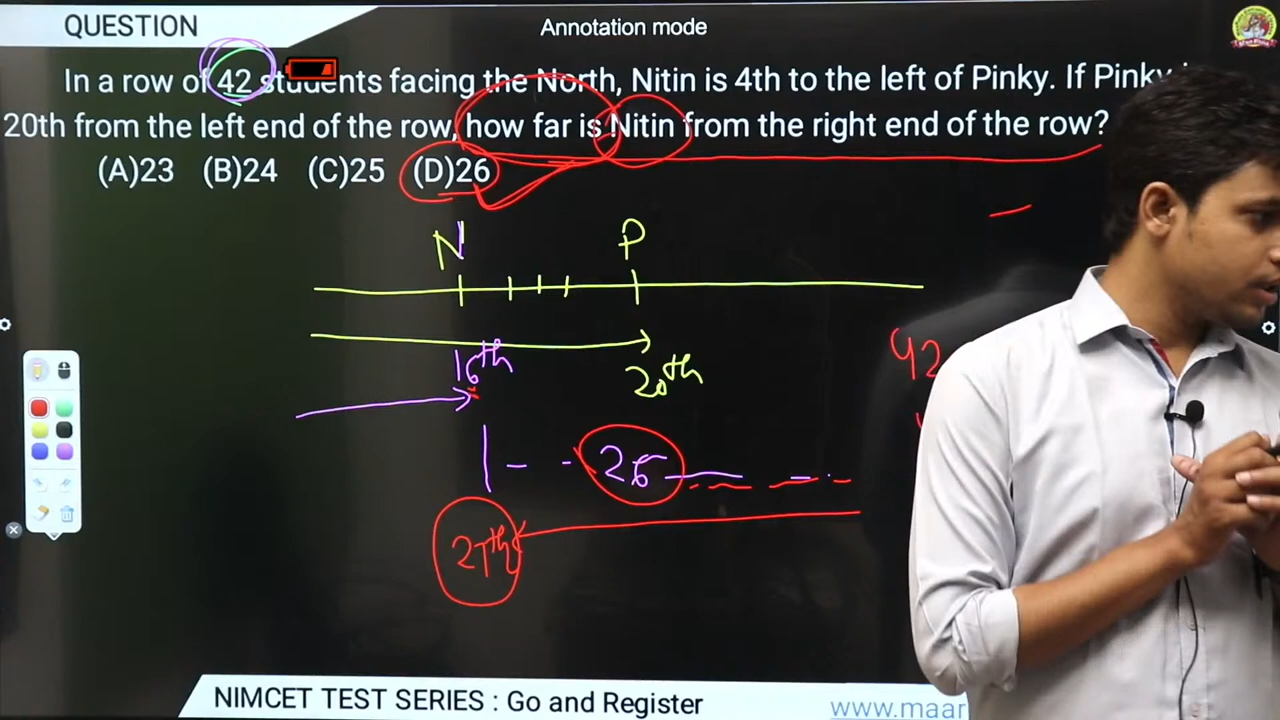 QUESTION
Annotation mode
In a row of 42 students facing the North, Nitin is 4th to the left of Pinky. If Pinky
20th from the left end of the row, how far is Nitin from the right end of the row?
(A)23 (B)24 (C)25 (D)26
N P
16th 20th
42
1 - - 26
27th
NIMCET TEST SERIES : Go and Register
www.maar